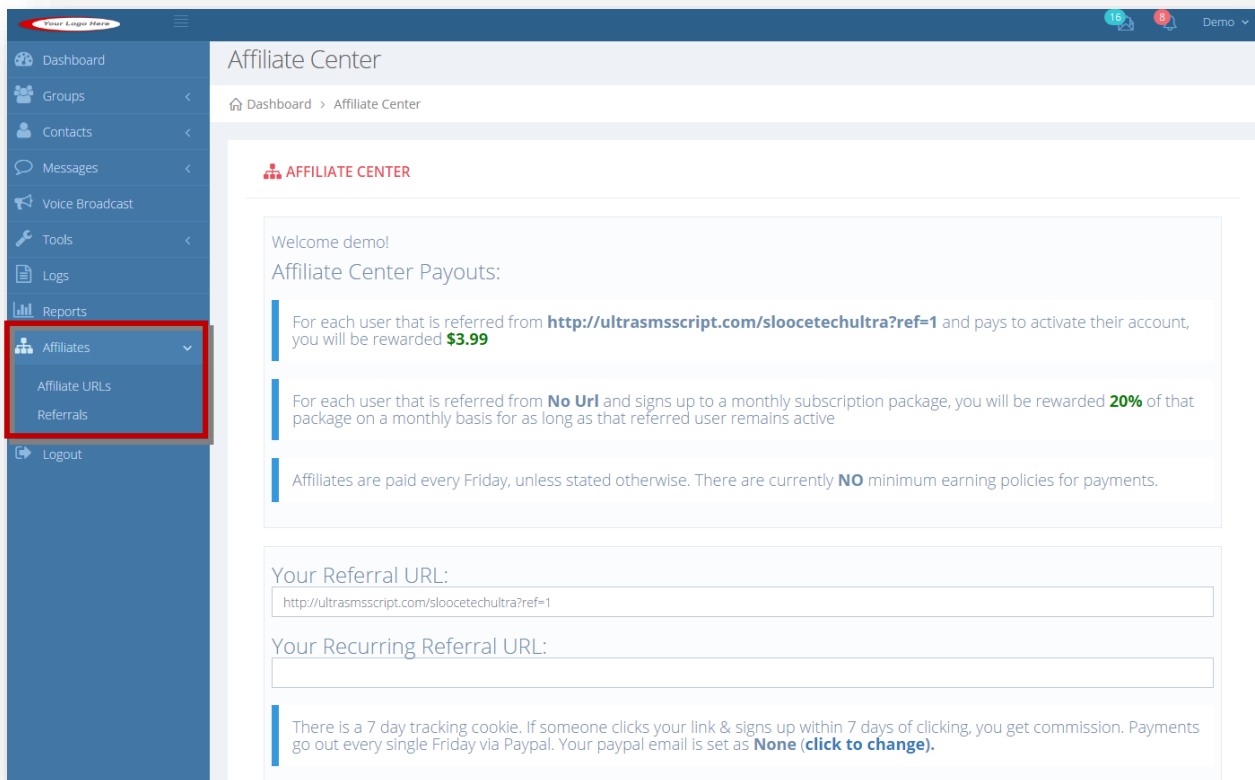 Your Logo Here
16
8
Demo
Dashboard
Groups
Contacts
Messages
Voice Broadcast
Tools
Logs
Reports
Affiliates
Affiliate URLs
Referrals
Logout
Affiliate Center
Dashboard > Affiliate Center
AFFILIATE CENTER
Welcome demo!
Affiliate Center Payouts:
For each user that is referred from http://ultrasmsscript.com/sloocetechultra?ref=1 and pays to activate their account,
you will be rewarded $3.99
For each user that is referred from No Url and signs up to a monthly subscription package, you will be rewarded 20% of that
package on a monthly basis for as long as that referred user remains active
Affiliates are paid every Friday, unless stated otherwise. There are currently NO minimum earning policies for payments.
Your Referral URL:
http://ultrasmsscript.com/sloocetechultra?ref=1
Your Recurring Referral URL:
There is a 7 day tracking cookie. If someone clicks your link & signs up within 7 days of clicking, you get commission. Payments
go out every single Friday via Paypal. Your paypal email is set as None (click to change).